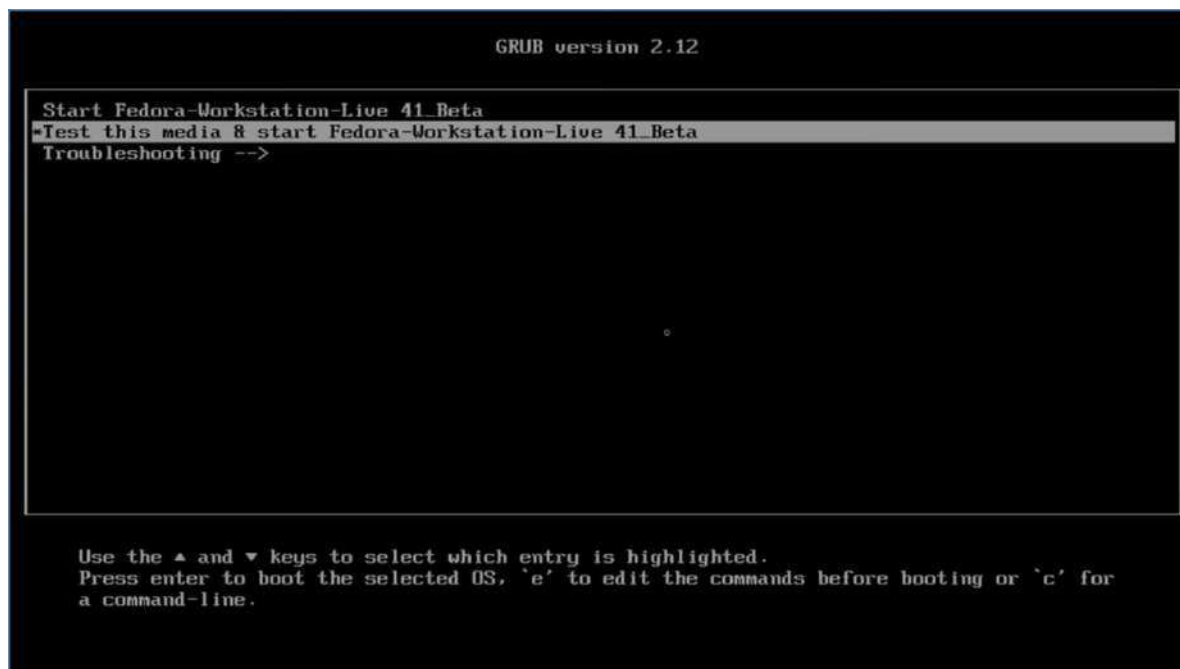 GRUB version 2.12
Start Fedora-Workstation-Live 41_Beta
*Test this media & start Fedora-Workstation-Live 41_Beta
Troubleshooting -->
Use the ▲ and ▼ keys to select which entry is highlighted.
Press enter to boot the selected OS, `e' to edit the commands before booting or `c' for
a command-line.